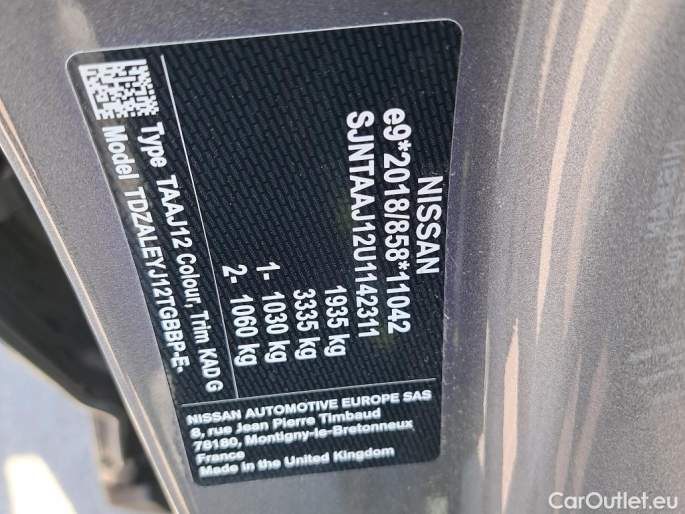 NISSAN
e9*2018/858*11042
SJNTAAJ12U1142311
1935 kg
3335 kg
1- 1030 kg
2- 1060 kg
Type TAAJ12 Colour, Trim KAD G
Model TDZALEYJ12TGBBP-E-
NISSAN AUTOMOTIVE EUROPE SAS
8, rue Jean Pierre Timbaud
78180, Montigny-le-Bretonneux
France
Made in the United Kingdom
CarOutlet.eu